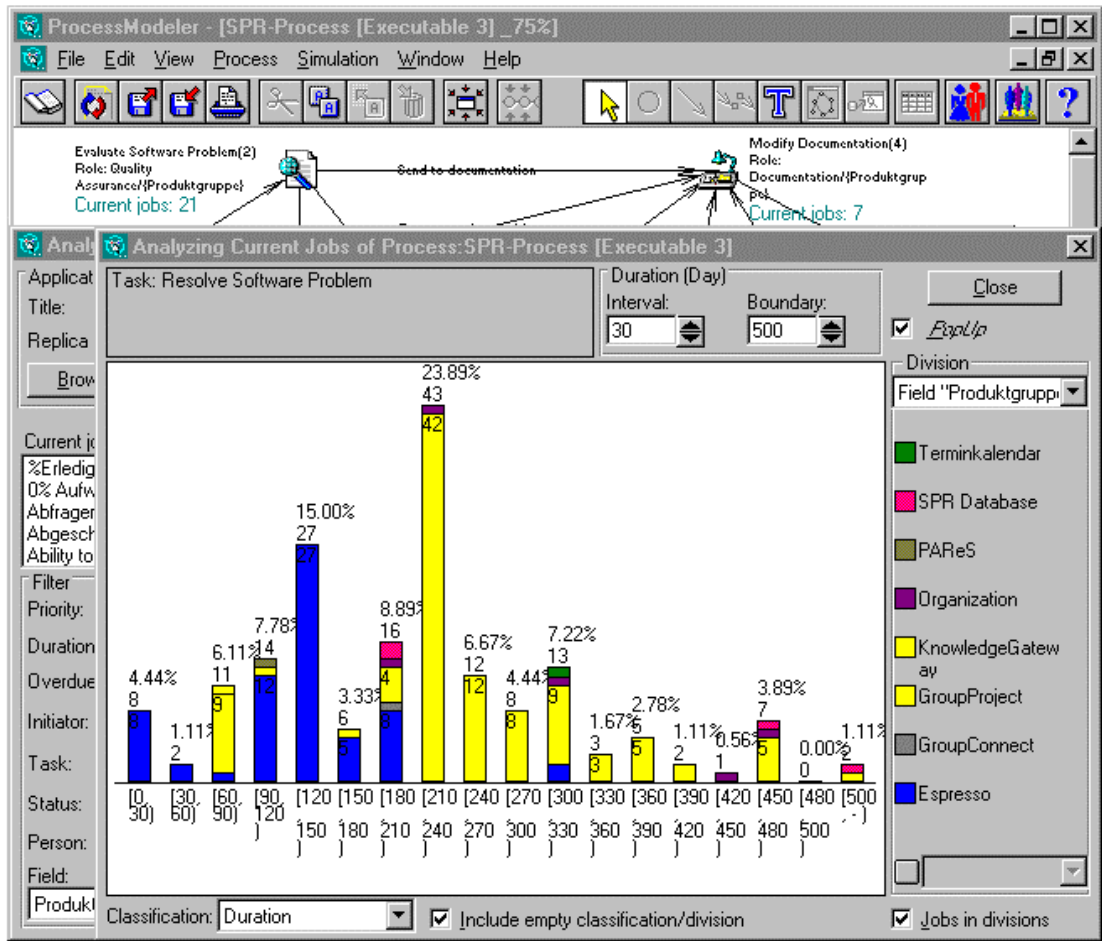 ProcessModeler - [SPR-Process [Executable 3] _75%]
File Edit View Process Simulation Window Help
Evaluate Software Problem(2)
Role: Quality
Assurance/{Produktgruppe}
Current jobs: 21
Send to documentation
Modify Documentation(4)
Role:
Documentation/{Produktgrup
pe}
Current jobs: 7
Analyzing Current Jobs of Process:SPR-Process [Executable 3]
Applicat
Title:
Replica
Brow
Current jo
%Erledig
0% Aufw
Abfragen
Abgesch
Ability to
Filter
Priority:
Duration
Overdue
Initiator:
Task:
Status:
Person:
Field:
Produkt
Task: Resolve Software Problem
Duration (Day)
Interval: Boundary:
30 500
Close
PopUp
Division
Field "Produktgruppe
Terminkalendar
SPR Database
PAReS
Organization
KnowledgeGatew
ay
GroupProject
GroupConnect
Espresso
4.44% 8 8
1.11% 2
6.11% 11 9
7.78% 14 12
15.00% 27 27
3.33% 6 5
8.89% 16 4 8
23.89% 43 42
6.67% 12 12
4.44% 8 8
7.22% 13 9
1.67% 3 3
2.78% 5 5
1.11% 2
0.56% 1
3.89% 7 5
0.00% 0
1.11% 2
[0, 30) [30, 60) [60, 90) [90, 120) [120, 150) [150, 180) [180, 210) [210, 240) [240, 270) [270, 300) [300, 330) [330, 360) [360, 390) [390, 420) [420, 450) [450, 480) [480, 500) [500, -)
Classification: Duration
Include empty classification/division
Jobs in divisions